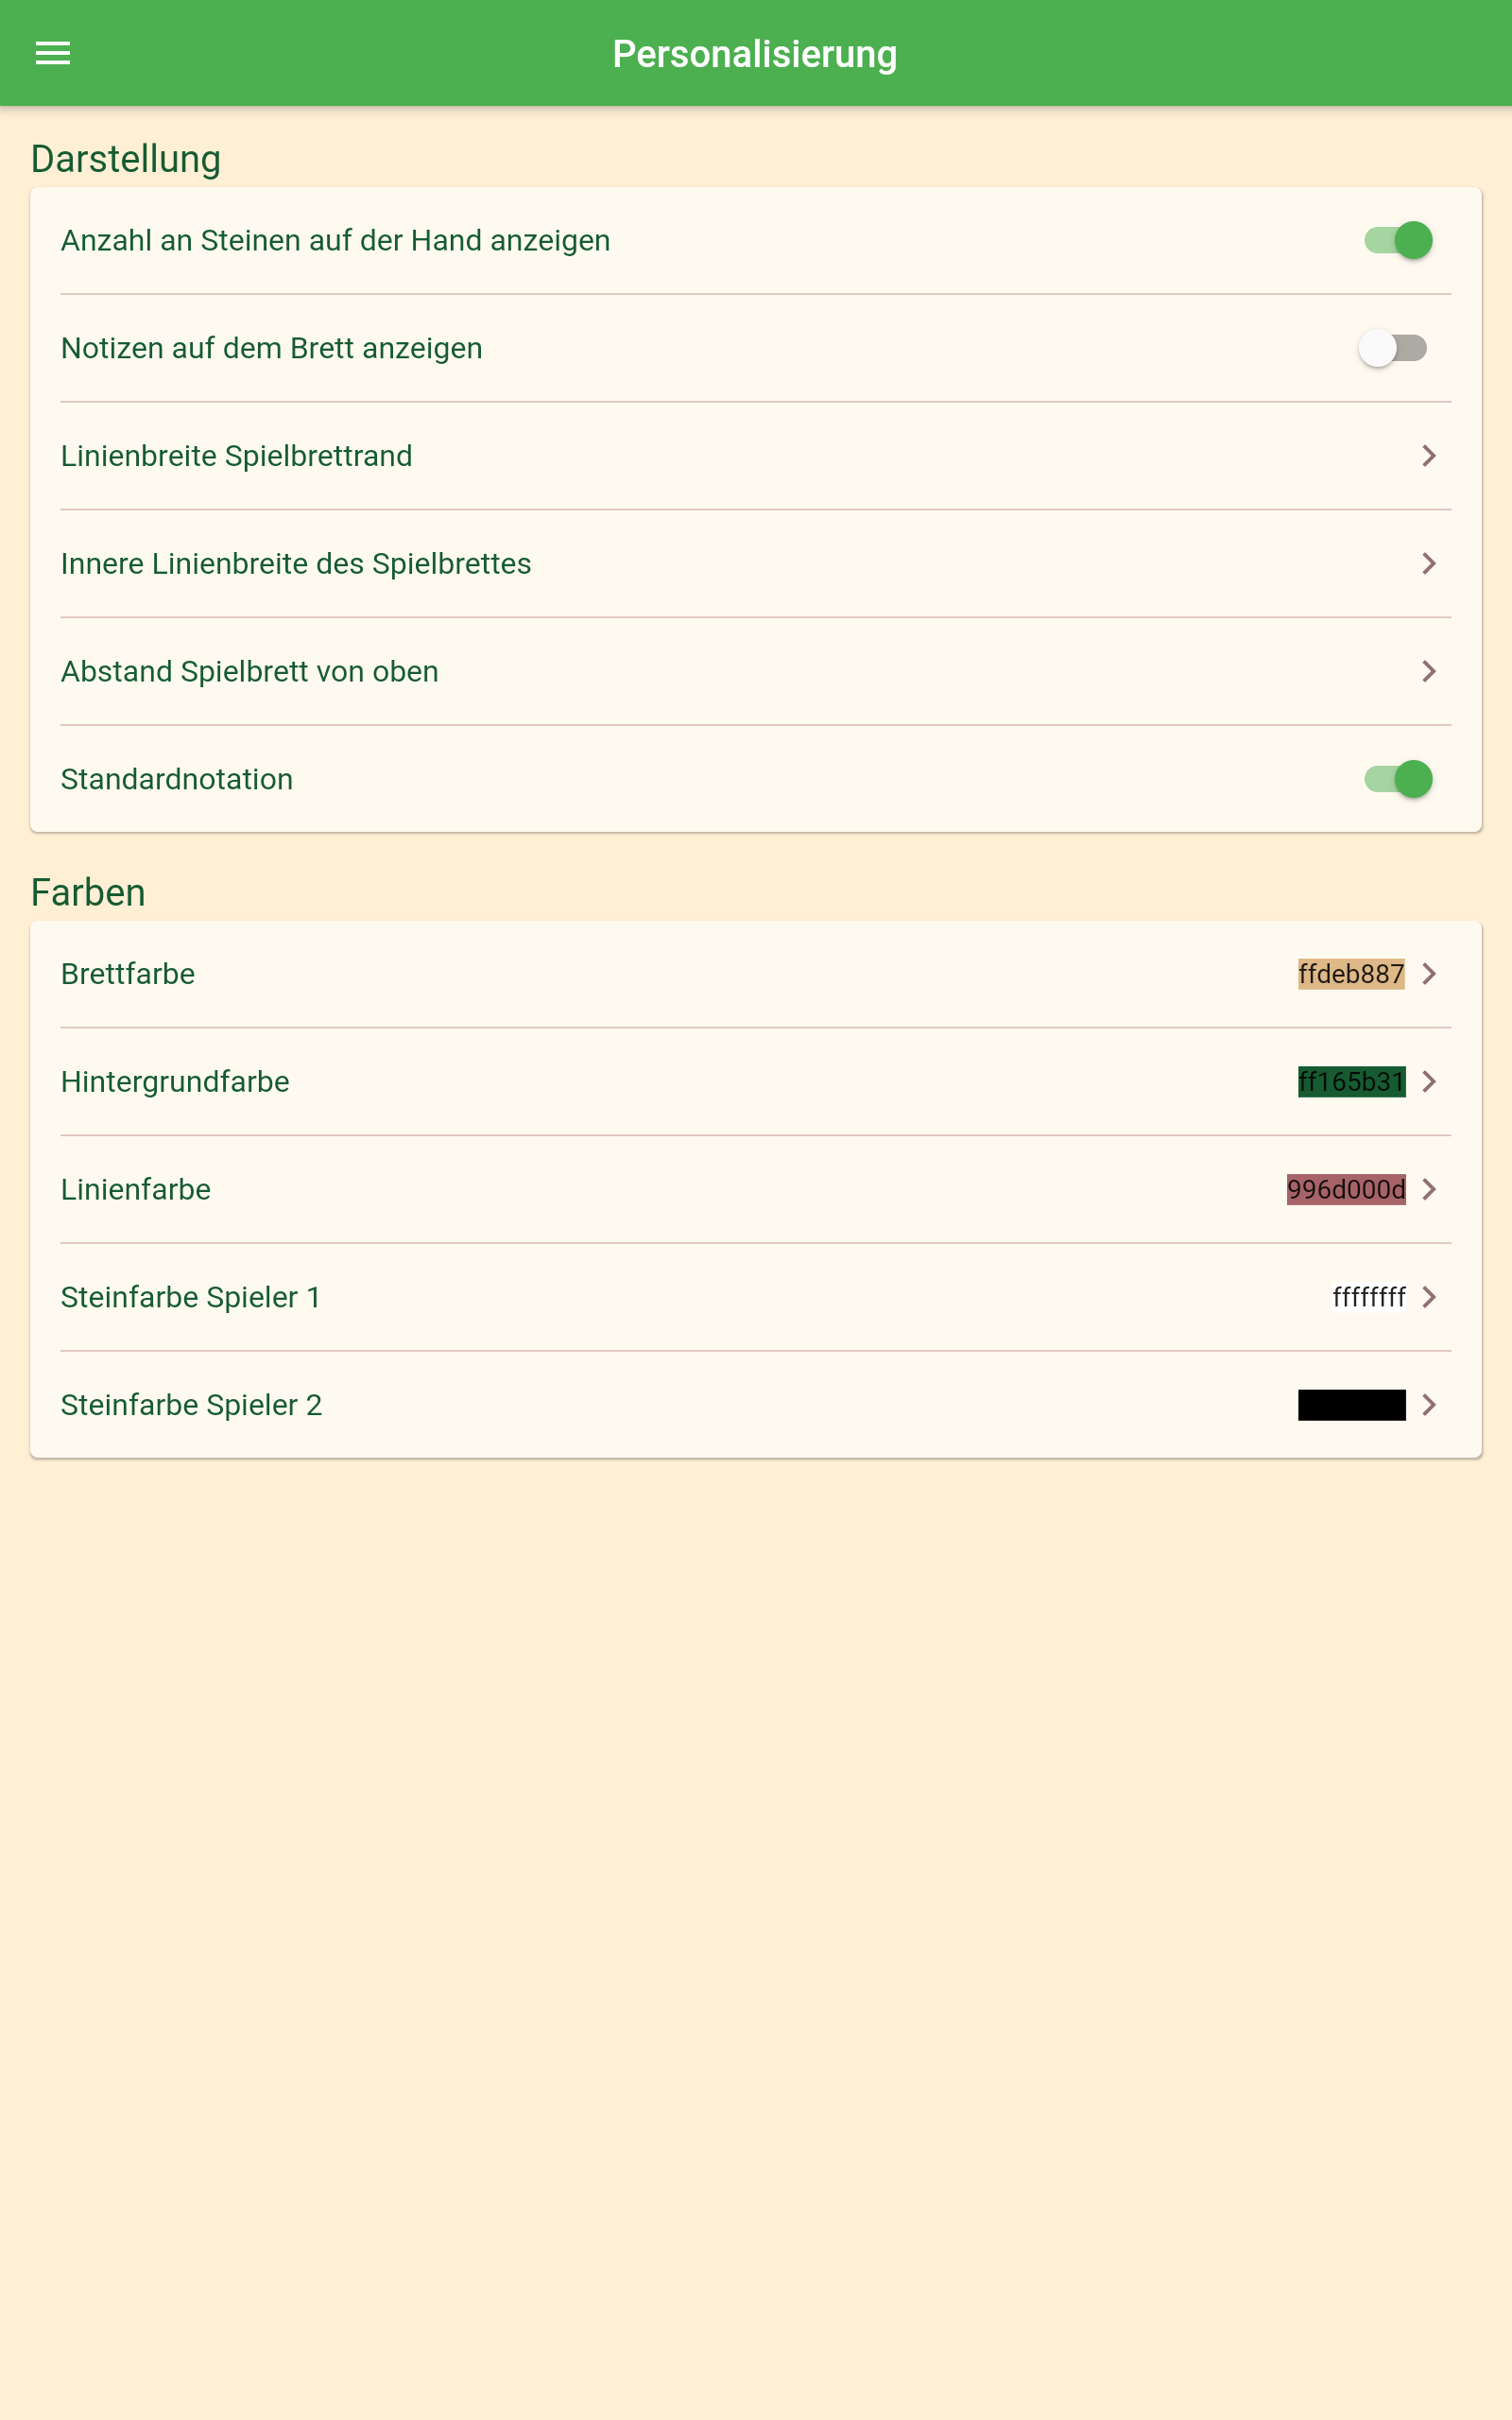 Personalisierung
Darstellung
Anzahl an Steinen auf der Hand anzeigen
Notizen auf dem Brett anzeigen
Linienbreite Spielbrettrand
Innere Linienbreite des Spielbrettes
Abstand Spielbrett von oben
Standardnotation
Farben
Brettfarbe ffdeb887
Hintergrundfarbe ff165b31
Linienfarbe 996d000d
Steinfarbe Spieler 1 ffffffff
Steinfarbe Spieler 2